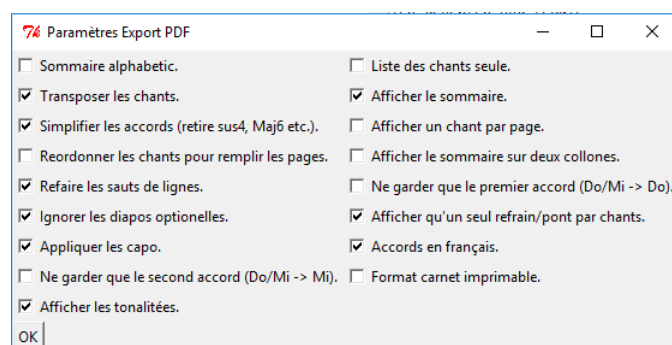 Paramètres Export PDF
Sommaire alphabetic.
Liste des chants seule.
Transposer les chants.
Afficher le sommaire.
Simplifier les accords (retire sus4, Maj6 etc.).
Afficher un chant par page.
Reordonner les chants pour remplir les pages.
Afficher le sommaire sur deux collones.
Refaire les sauts de lignes.
Ne garder que le premier accord (Do/Mi -> Do).
Ignorer les diapos optionelles.
Afficher qu'un seul refrain/pont par chants.
Appliquer les capo.
Accords en français.
Ne garder que le second accord (Do/Mi -> Mi).
Format carnet imprimable.
Afficher les tonalitées.
OK